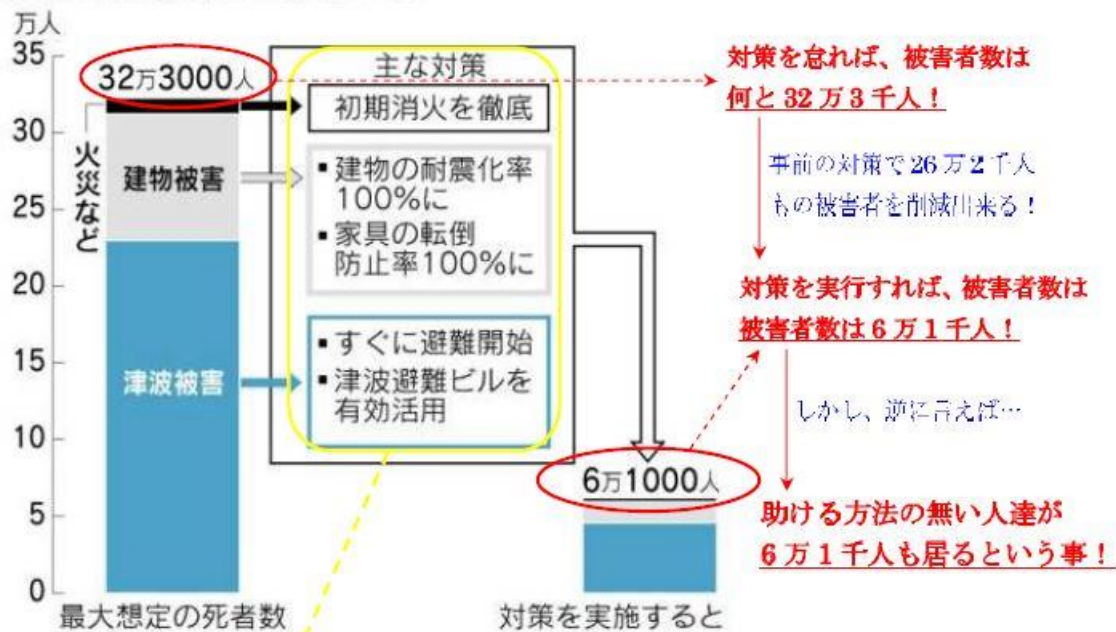 万人
35
30
25
20
15
10
5
0
32万3000人
火災など
建物被害
津波被害
最大想定の死者数
主な対策
初期消火を徹底
▪建物の耐震化率
100%に
▪家具の転倒
防止率100%に
▪すぐに避難開始
▪津波避難ビルを
有効活用
6万1000人
対策を実施すると
対策を怠れば、被害者数は
何と32万3千人！
事前の対策で26万2千人
もの被害者を削減出来る！
対策を実行すれば、被害者数は
被害者数は6万1千人！
しかし、逆に言えば…
助ける方法の無い人達が
6万1千人も居るという事！